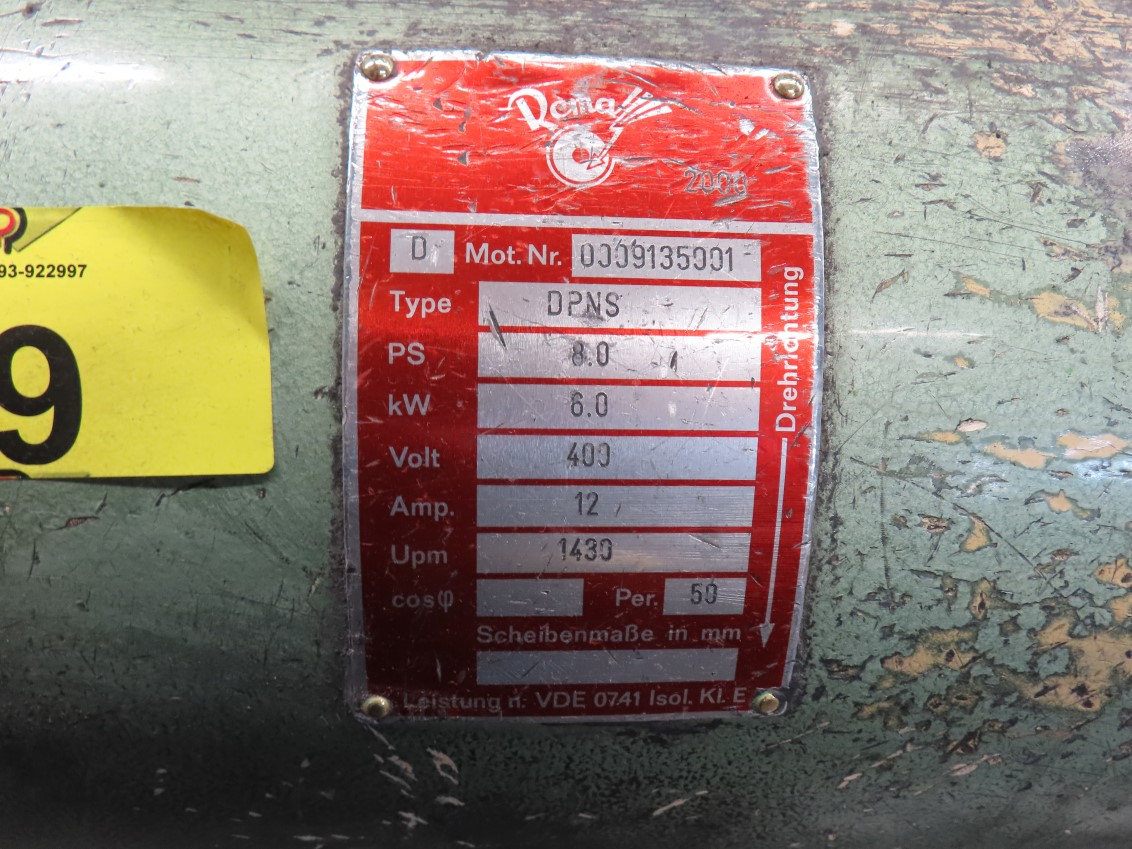 Rema
2000
D Mot. Nr. 0009135001
Type DPNS
PS 8.0
kW 6.0
Volt 400
Amp. 12
Upm 1430
cosφ Per. 50
Scheibenmaße in mm
Leistung n. VDE 0741 Isol. Kl. E
Drehrichtung
93-922997
9